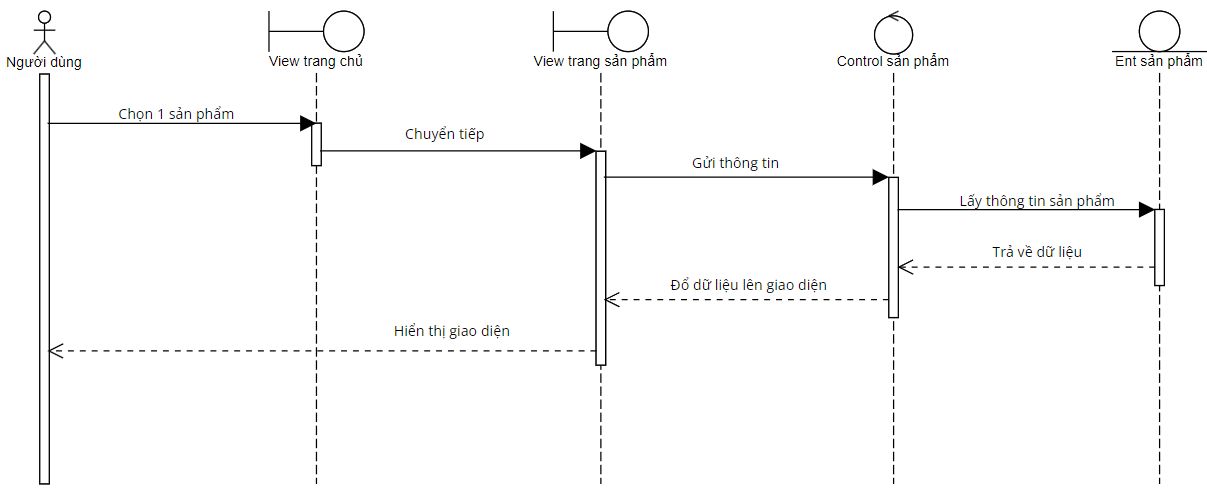 Người dùng
View trang chủ
View trang sản phẩm
Control sản phẩm
Ent sản phẩm
Chọn 1 sản phẩm
Chuyển tiếp
Gửi thông tin
Lấy thông tin sản phẩm
Trả về dữ liệu
Đổ dữ liệu lên giao diện
Hiển thị giao diện